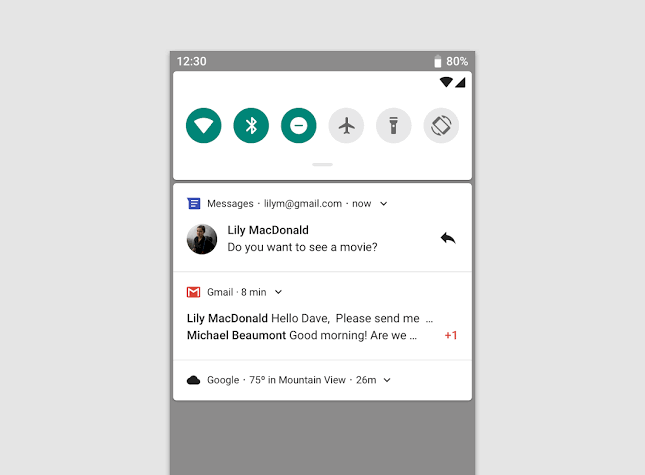 12:30 80%
Messages · lilym@gmail.com · now
Lily MacDonald
Do you want to see a movie?
Gmail · 8 min
Lily MacDonald Hello Dave,  Please send me  ...
Michael Beaumont Good morning! Are we ... +1
Google · 75º in Mountain View · 26m